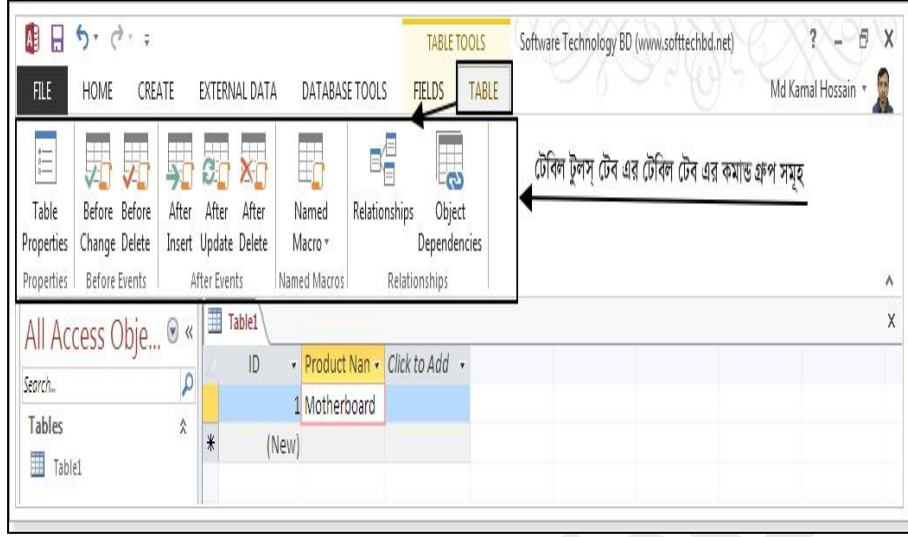 TABLE TOOLS Software Technology BD (www.softtechbd.net)
FILE HOME CREATE EXTERNAL DATA DATABASE TOOLS FIELDS TABLE Md Kamal Hossain
Table Properties Before Change Before Delete After Insert After Update After Delete Named Macro Relationships Object Dependencies
Properties Before Events After Events Named Macros Relationships
টেবিল টুলস্ টেব এর টেবিল টেব এর কমান্ড গ্রুপ সমূহ
All Access Obje... « Table1 X
ID Product Nan Click to Add
Search...
1 Motherboard
Tables
(New)
Table1